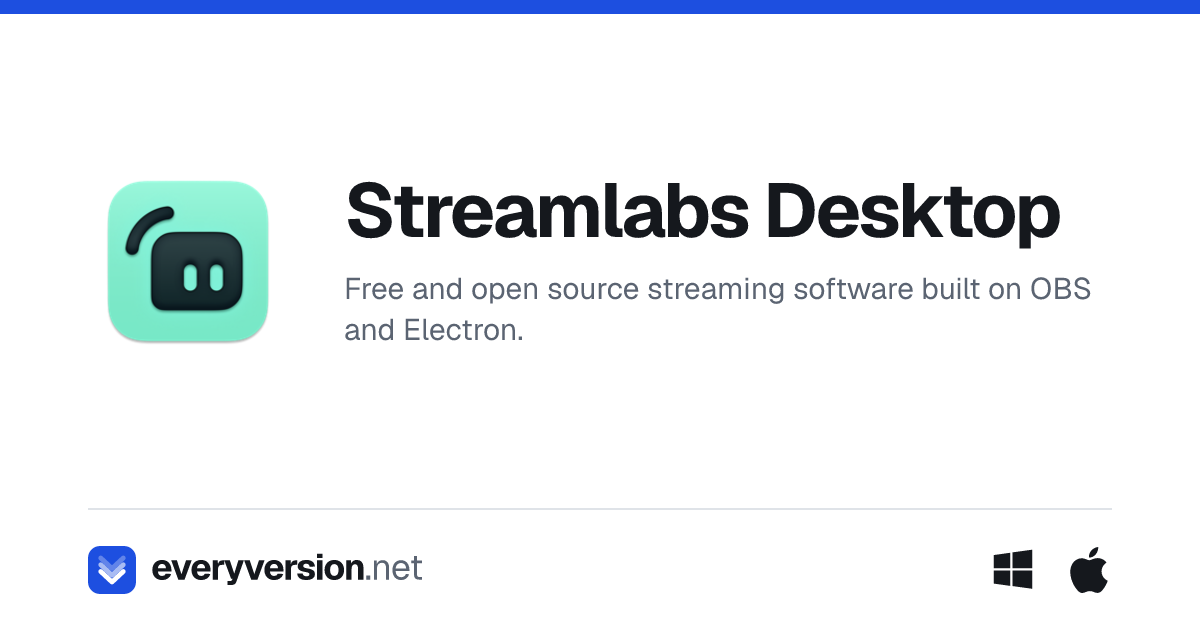 Streamlabs Desktop
Free and open source streaming software built on OBS
and Electron.
everyversion.net